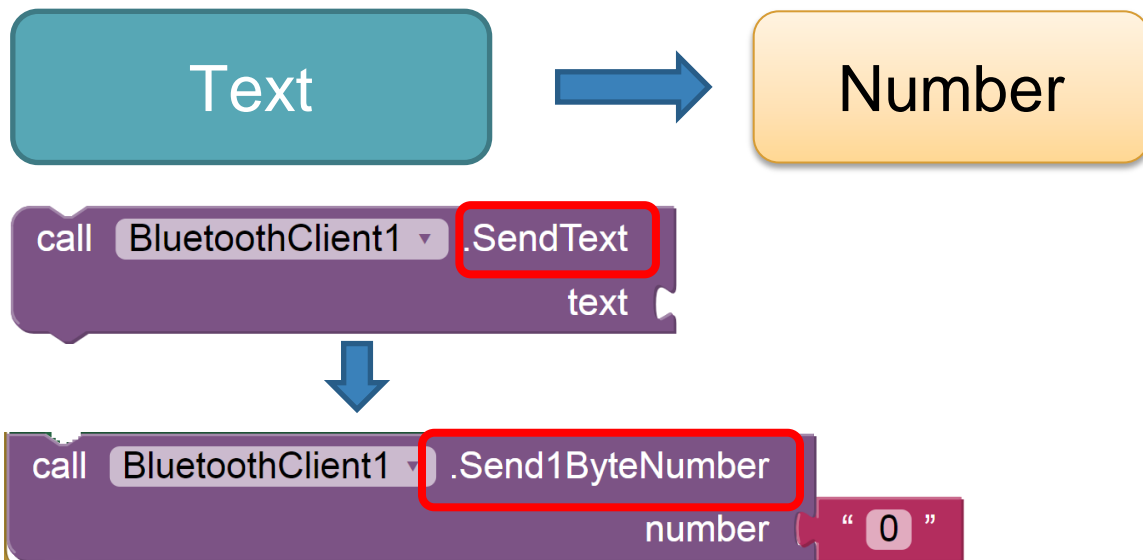 Text
Number
call BluetoothClient1 .SendText
text
call BluetoothClient1 .Send1ByteNumber
number “ 0 ”